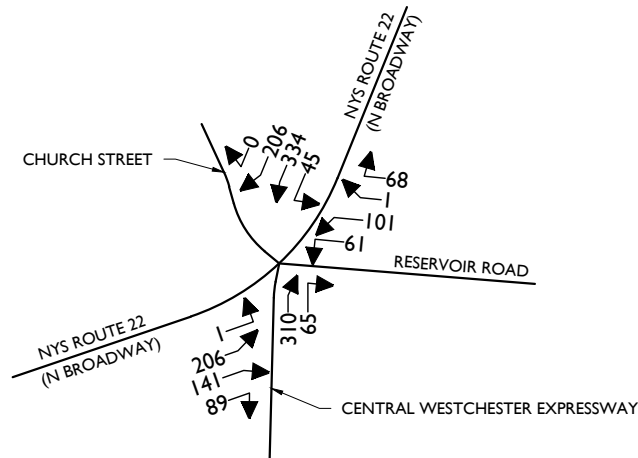 NYS ROUTE 22
(N BROADWAY)
CHURCH STREET
0
206
334
45
68
1
101
61
RESERVOIR ROAD
310
65
NYS ROUTE 22
(N BROADWAY)
1
206
141
89
CENTRAL WESTCHESTER EXPRESSWAY